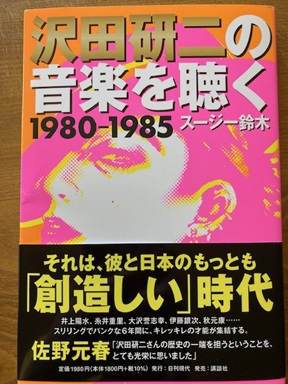 沢田研二の
音楽を聴く
1980-1985 スージー鈴木
それは、彼と日本のもっとも
「創造しい」時代
井上陽水、糸井重里、大沢誉志幸、伊藤銀次、秋元康……
スリリングでパンクな6年間に、キレッキレの才能が集結する。
佐野元春
「沢田研二さんの歴史の一端を担うということを、
とても光栄に思いました」
定価1980円(本体1800円+税10%) 発行:日刊現代 発売:講談社